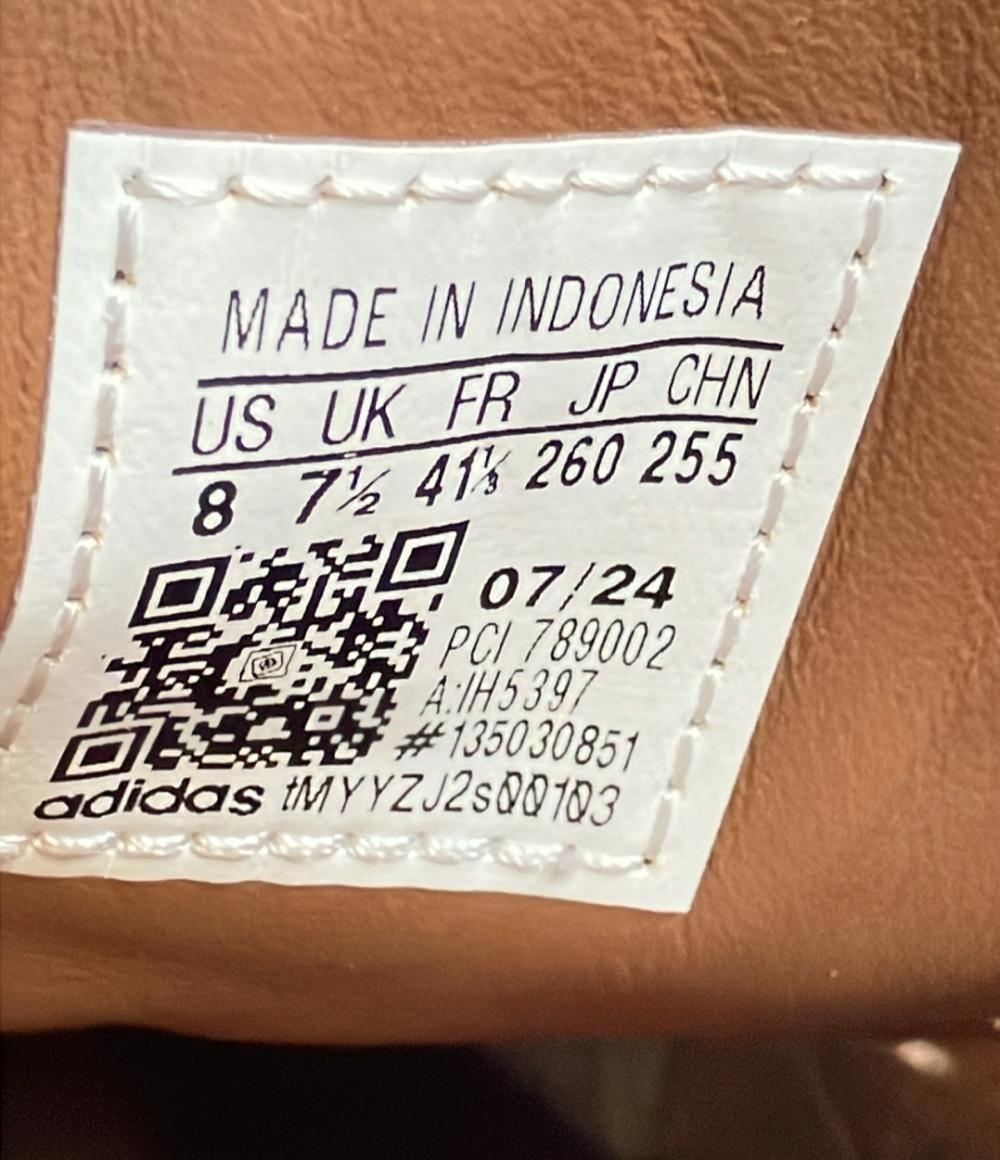 MADE IN INDONESIA
US UK FR JP CHN
8 7½ 41⅓ 260 255
07/24
PCI 789002
A:IH5397
#135030851
adidas tMYYZJ2s00103